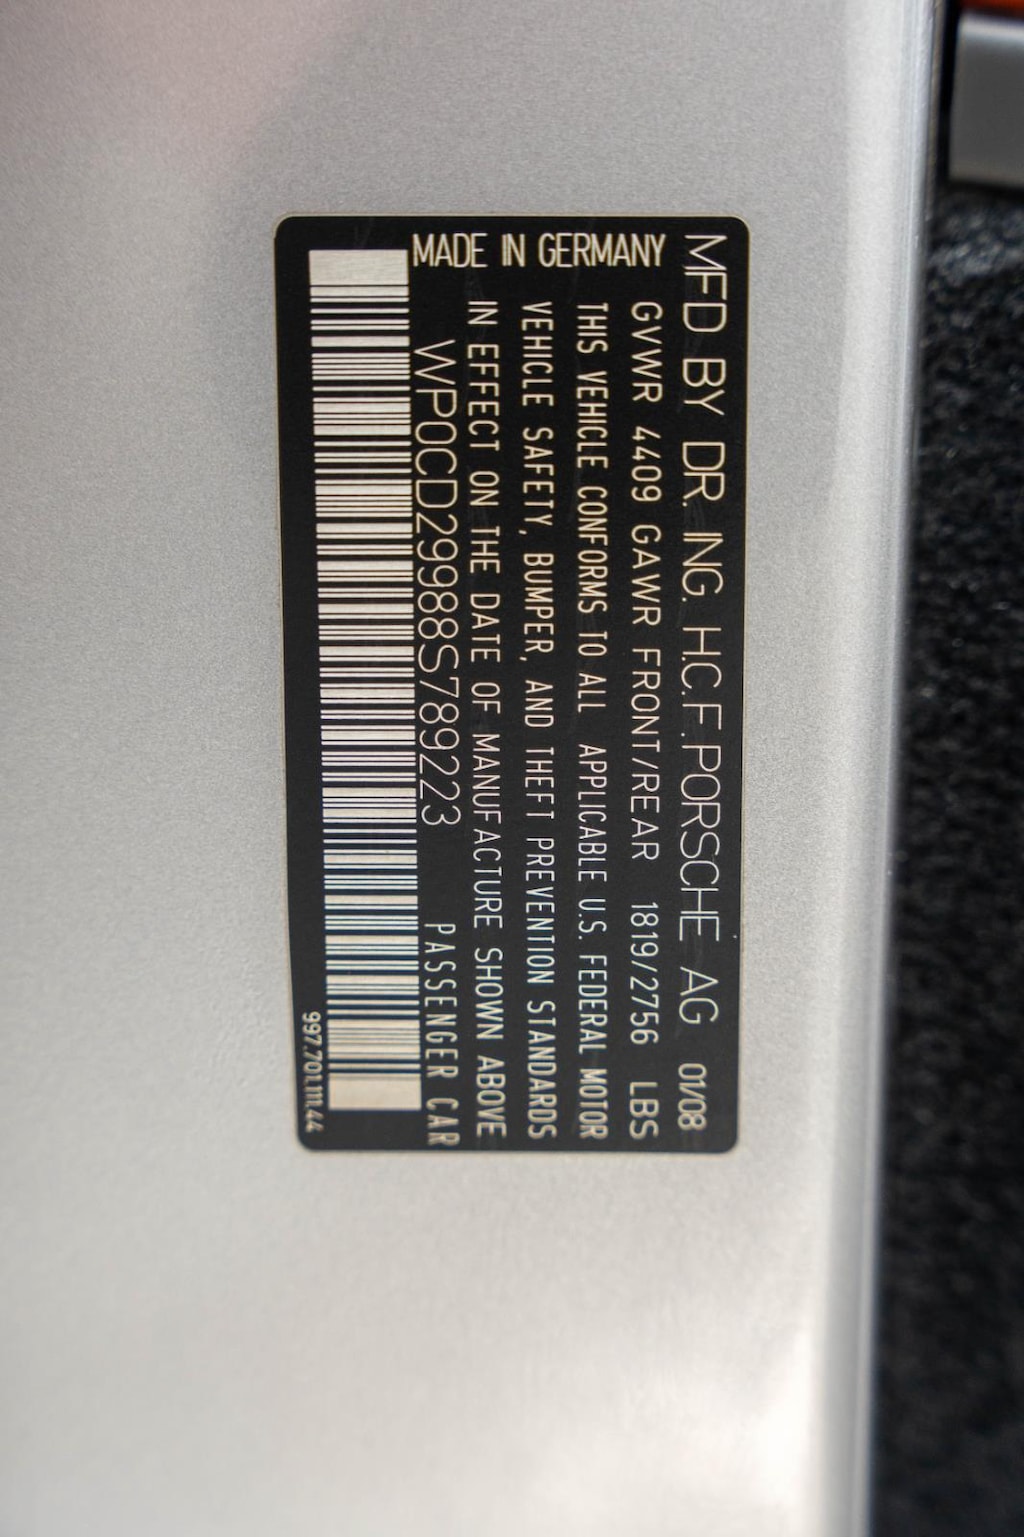 MFD BY DR. ING. H.C.F. PORSCHE AG 01/08
GVWR 4409 GAWR FRONT/REAR 1819/2756 LBS
THIS VEHICLE CONFORMS TO ALL APPLICABLE U.S. FEDERAL MOTOR
VEHICLE SAFETY, BUMPER, AND THEFT PREVENTION STANDARDS
IN EFFECT ON THE DATE OF MANUFACTURE SHOWN ABOVE
MADE IN GERMANY
WP0CD29988S789223 PASSENGER CAR
997.701.111.44